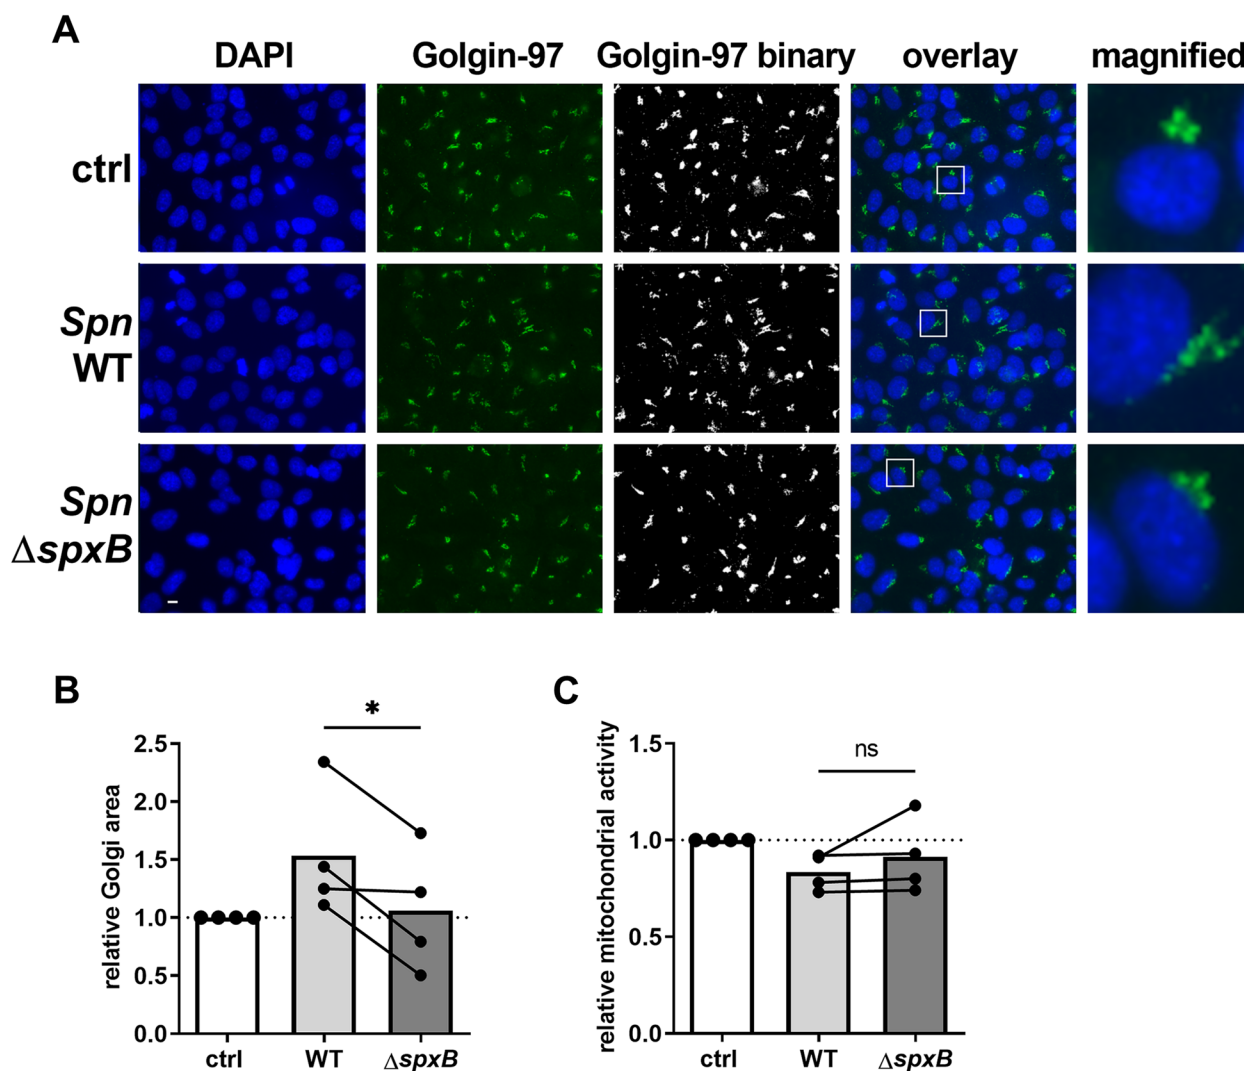 A
DAPI Golgin-97 Golgin-97 binary overlay magnified
ctrl
Spn
WT
Spn
ΔspxB
B
*
relative Golgi area
2.5
2.0
1.5
1.0
0.5
0.0
ctrl WT ΔspxB
C
ns
relative mitochondrial activity
1.5
1.0
0.5
0.0
ctrl WT ΔspxB